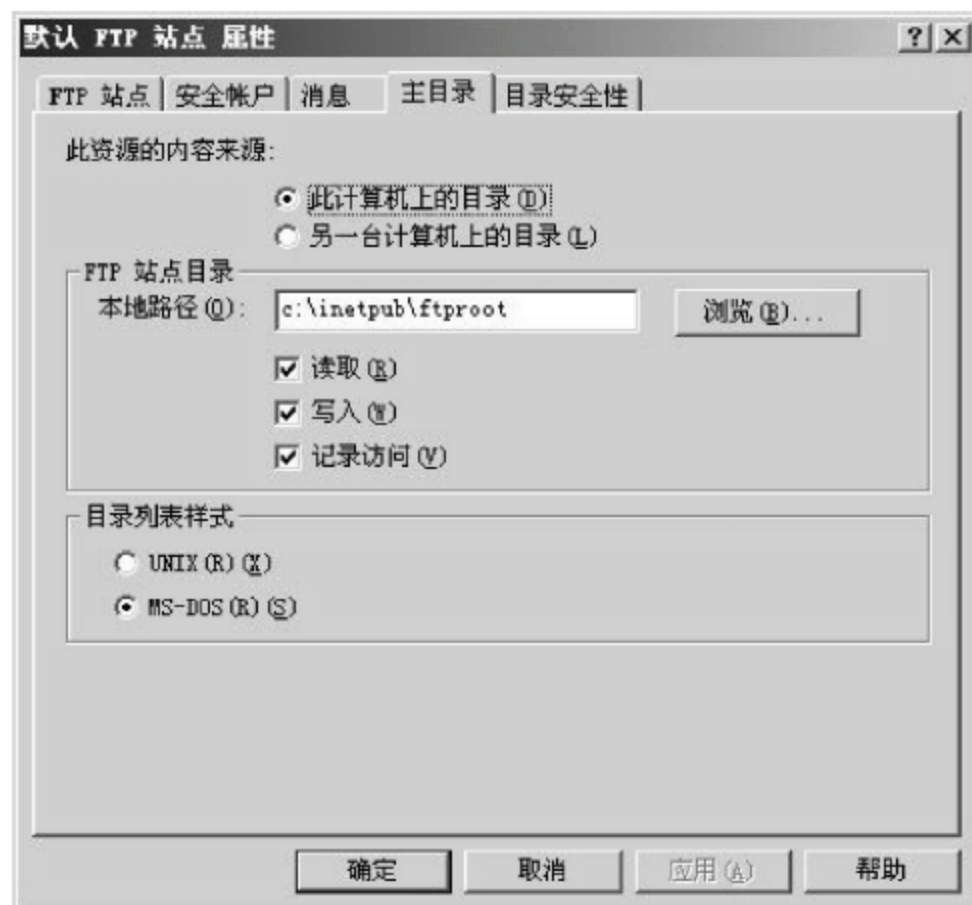 默认 FTP 站点 属性
FTP 站点 安全帐户 消息 主目录 目录安全性
此资源的内容来源:
此计算机上的目录(D)
另一台计算机上的目录(L)
FTP 站点目录
本地路径(O): c:\inetpub\ftproot 浏览(B)...
读取(R)
写入(W)
记录访问(V)
目录列表样式
UNIX(R)(X)
MS-DOS(R)(S)
确定 取消 应用(A) 帮助